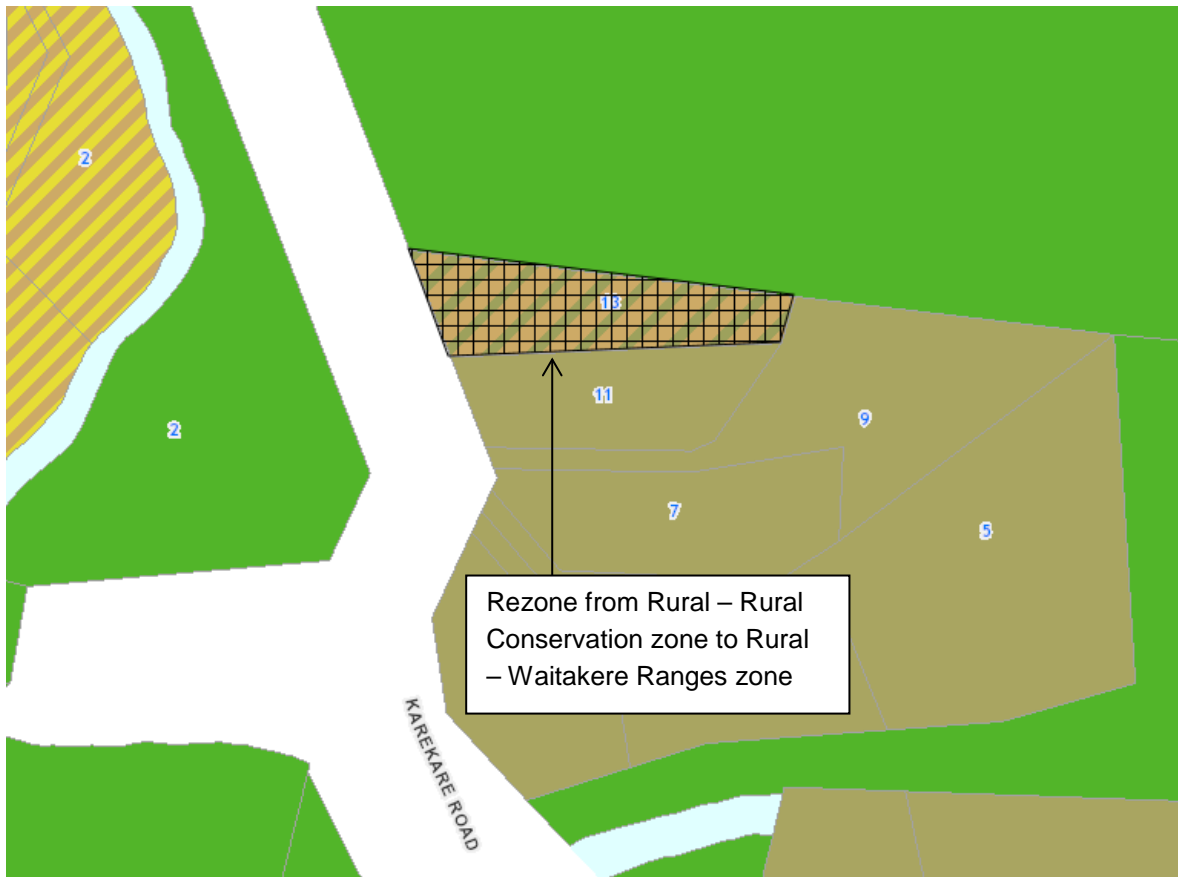 2
13
11
9
2
7
5
Rezone from Rural – Rural
Conservation zone to Rural
– Waitakere Ranges zone
KAREKARE ROAD